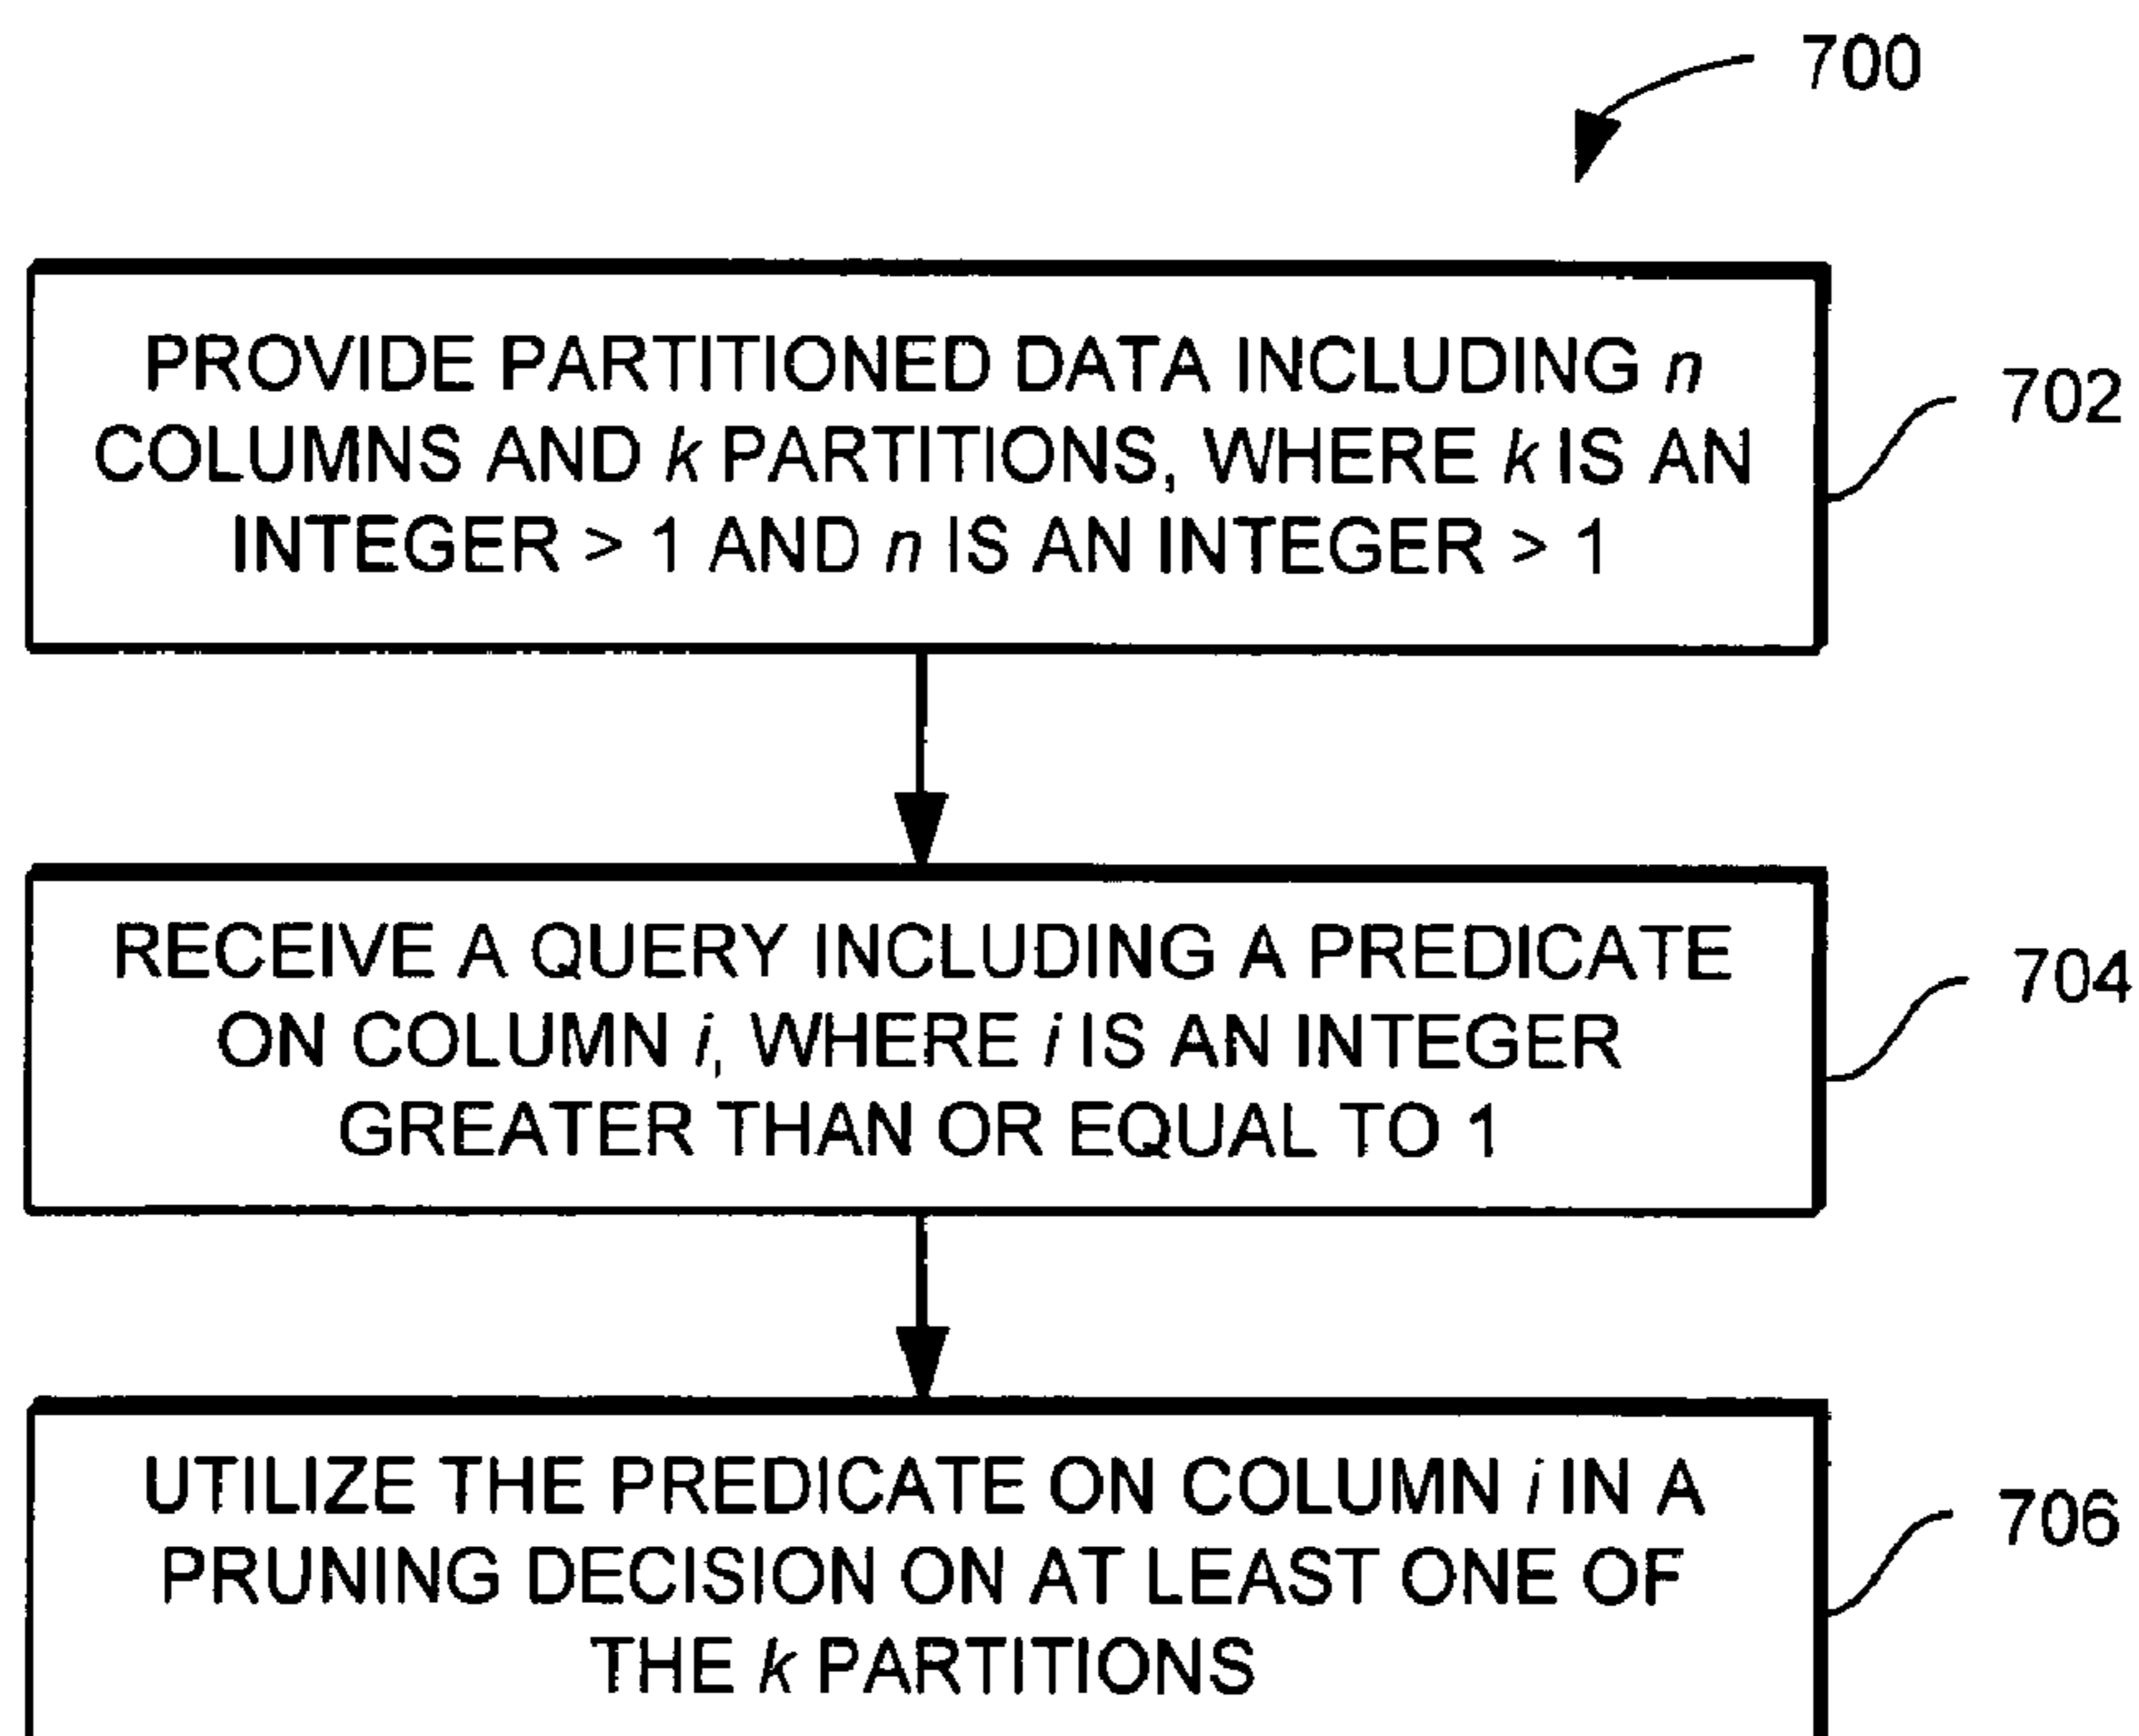 700
PROVIDE PARTITIONED DATA INCLUDING n
COLUMNS AND k PARTITIONS, WHERE k IS AN
INTEGER > 1 AND n IS AN INTEGER > 1
702
RECEIVE A QUERY INCLUDING A PREDICATE
ON COLUMN i, WHERE i IS AN INTEGER
GREATER THAN OR EQUAL TO 1
704
UTILIZE THE PREDICATE ON COLUMN i IN A
PRUNING DECISION ON AT LEAST ONE OF
THE k PARTITIONS
706